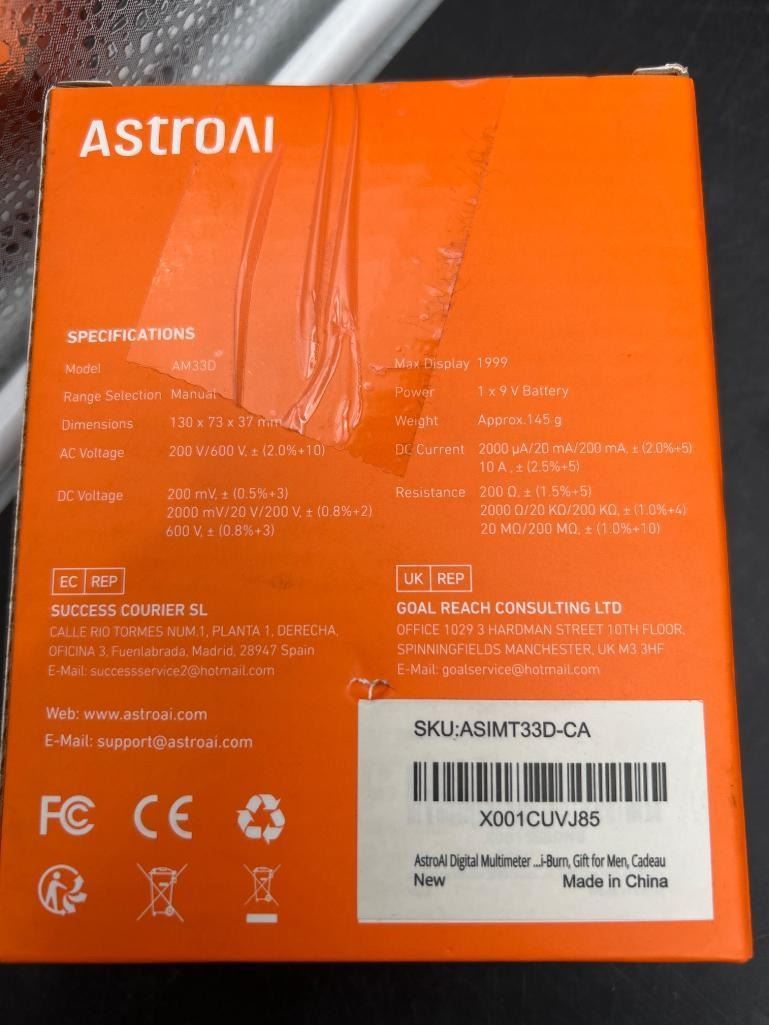 ASTROAI
SPECIFICATIONS
Model AM33D
Range Selection Manual
Dimensions 130 x 73 x 37 mm
AC Voltage 200 V/600 V, ± (2.0%+10)
DC Voltage 200 mV, ± (0.5%+3)
2000 mV/20 V/200 V, ± (0.8%+2)
600 V, ± (0.8%+3)
Max Display 1999
Power 1 x 9 V Battery
Weight Approx.145 g
DC Current 2000 µA/20 mA/200 mA, ± (2.0%+5)
10 A , ± (2.5%+5)
Resistance 200 Ω, ± (1.5%+5)
2000 Ω/20 KΩ/200 KΩ, ± (1.0%+4)
20 MΩ/200 MΩ, ± (1.0%+10)
EC REP
SUCCESS COURIER SL
CALLE RIO TORMES NUM.1, PLANTA 1, DERECHA,
OFICINA 3, Fuenlabrada, Madrid, 28947 Spain
E-Mail: successservice2@hotmail.com
UK REP
GOAL REACH CONSULTING LTD
OFFICE 1029 3 HARDMAN STREET 10TH FLOOR,
SPINNINGFIELDS MANCHESTER, UK M3 3HF
E-Mail: goalservice@hotmail.com
Web: www.astroai.com
E-Mail: support@astroai.com
FC CE
SKU:ASIMT33D-CA
X001CUVJ85
AstroAI Digital Multimeter ...i-Burn, Gift for Men, Cadeau
New Made in China